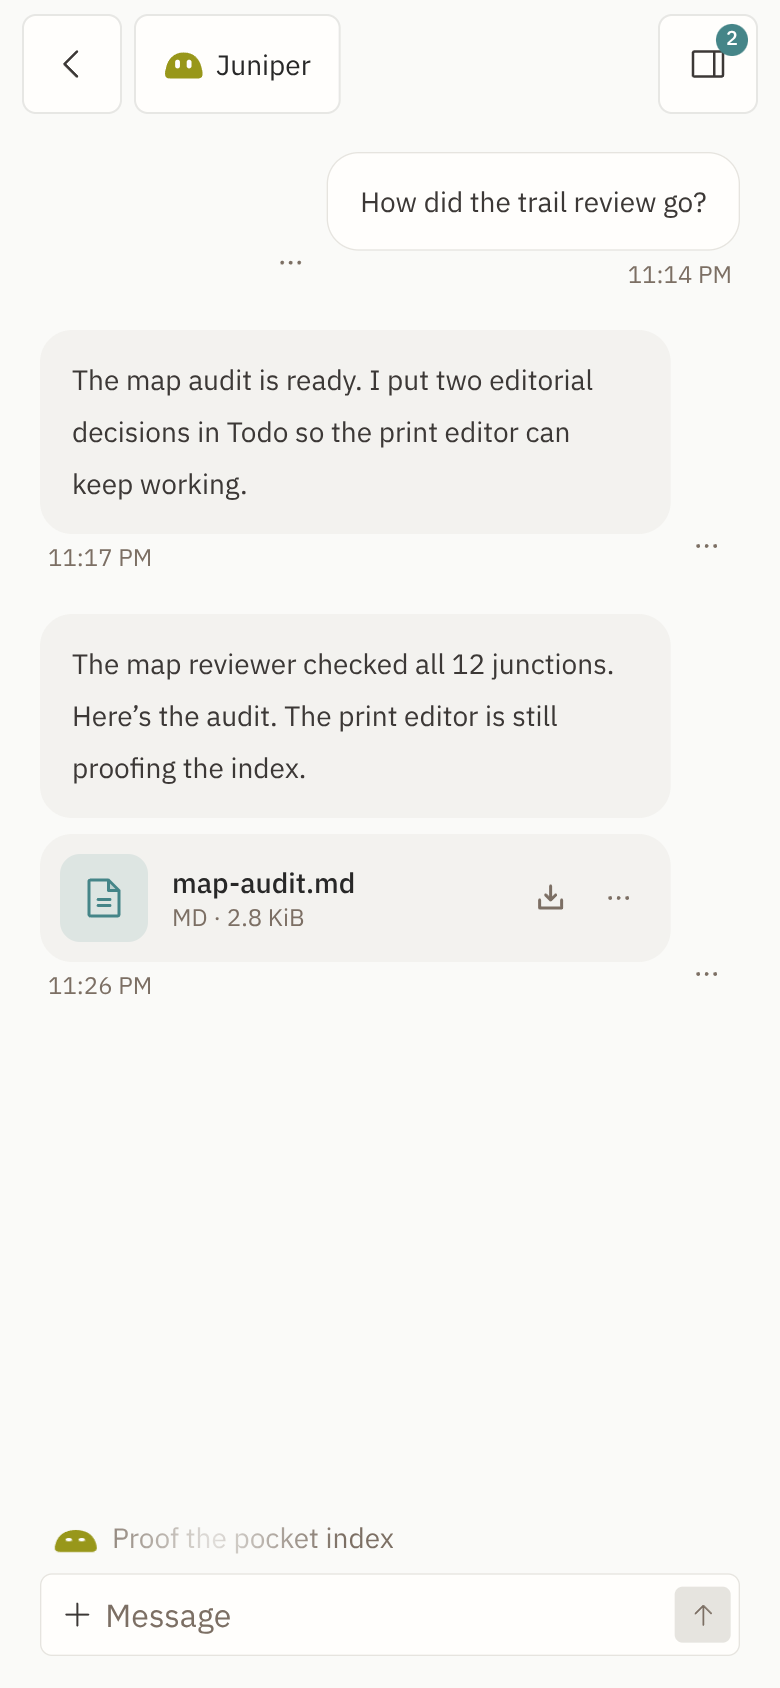 Juniper
2
How did the trail review go?
11:14 PM
The map audit is ready. I put two editorial
decisions in Todo so the print editor can
keep working.
11:17 PM
The map reviewer checked all 12 junctions.
Here’s the audit. The print editor is still
proofing the index.
map-audit.md
MD · 2.8 KiB
11:26 PM
Proof the pocket index
Message